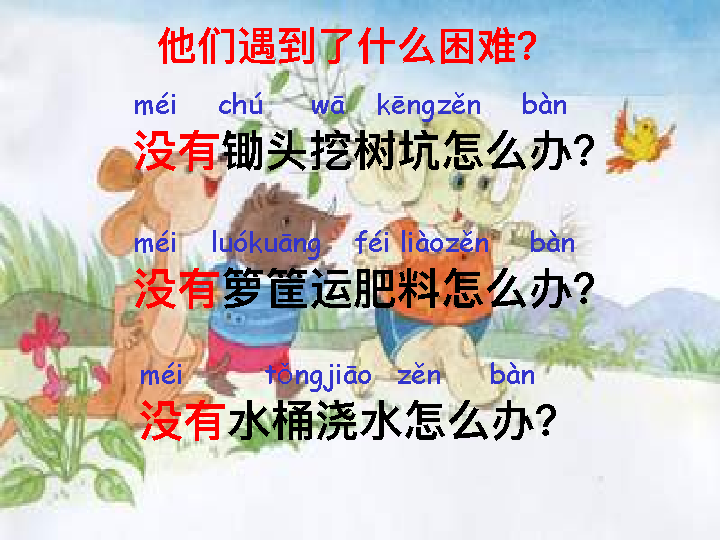 他们遇到了什么困难?
méi chú wā kēngzěn bàn
没有锄头挖树坑怎么办?
méi luókuāng féi liàozěn bàn
没有箩筐运肥料怎么办?
méi tǒngjiāo zěn bàn
没有水桶浇水怎么办?